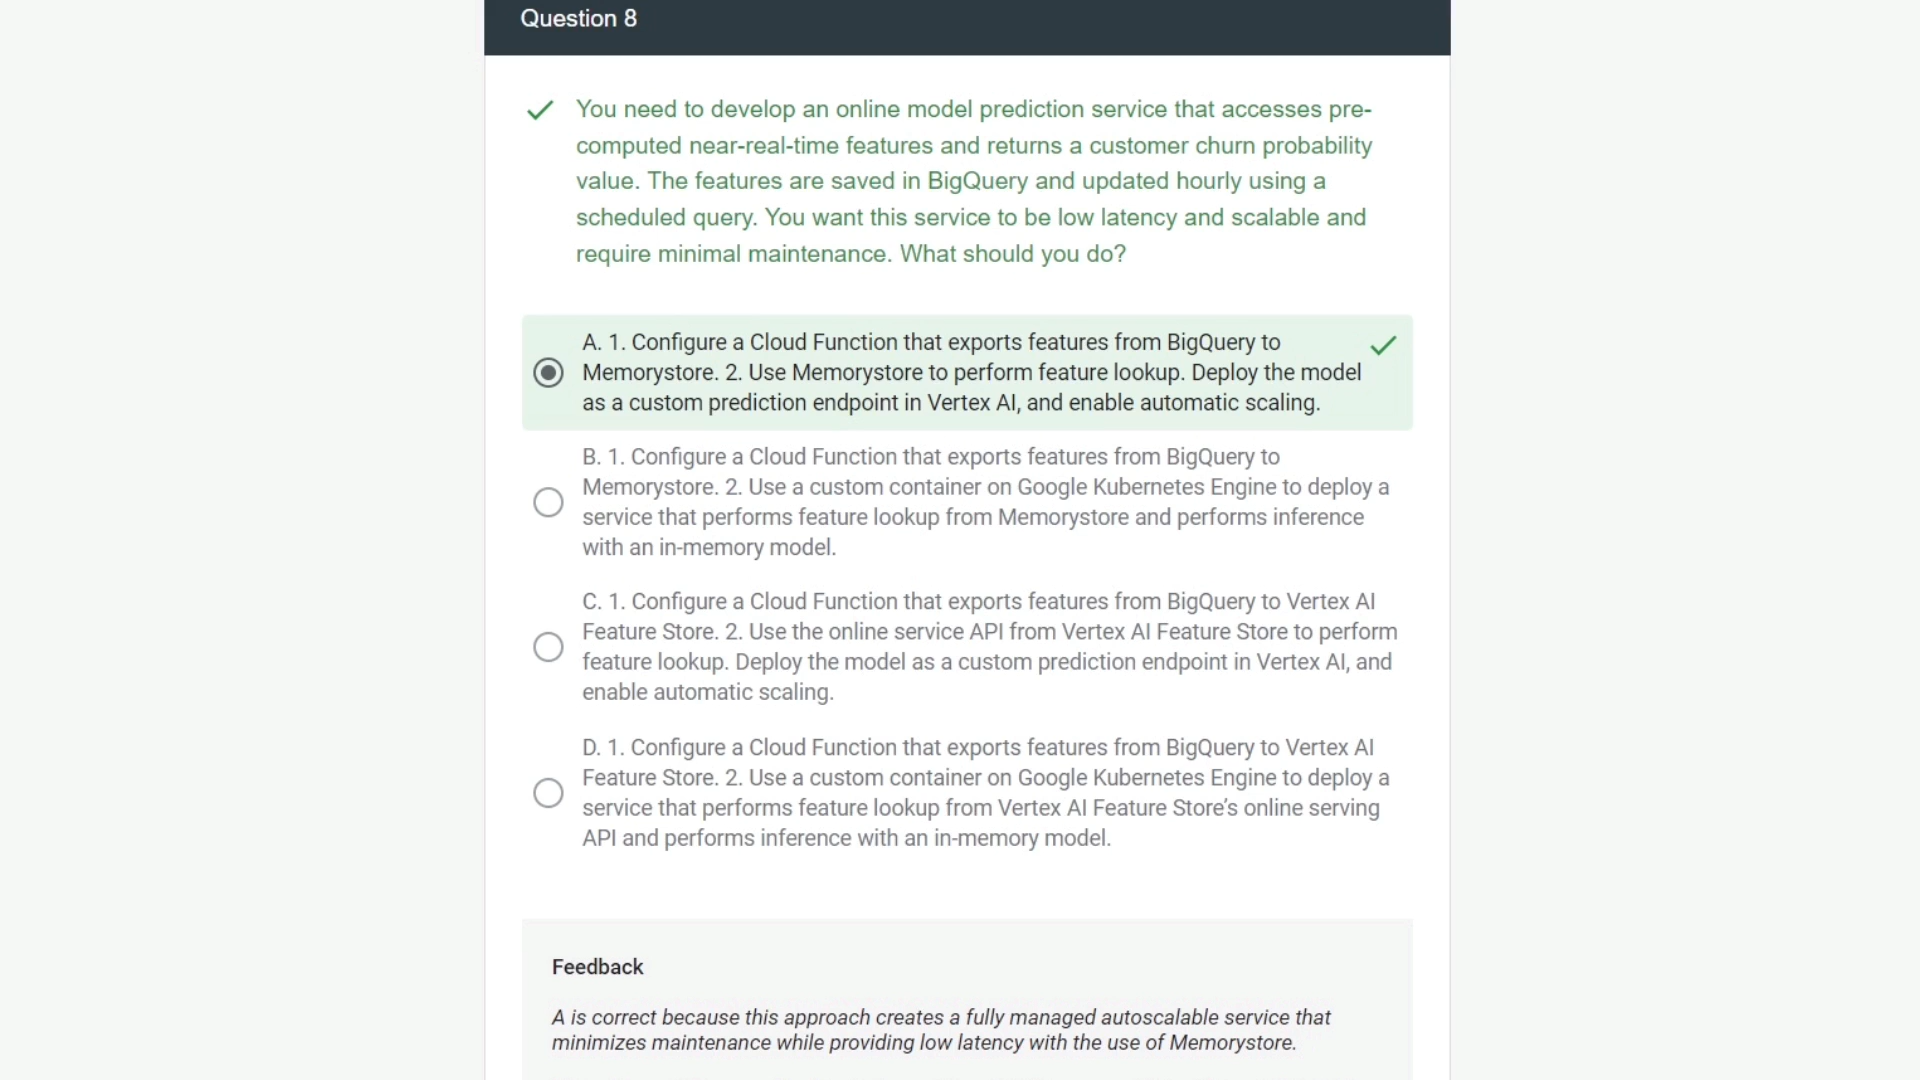 Question 8
You need to develop an online model prediction service that accesses pre-
computed near-real-time features and returns a customer churn probability
value. The features are saved in BigQuery and updated hourly using a
scheduled query. You want this service to be low latency and scalable and
require minimal maintenance. What should you do?
A. 1. Configure a Cloud Function that exports features from BigQuery to
Memorystore. 2. Use Memorystore to perform feature lookup. Deploy the model
as a custom prediction endpoint in Vertex AI, and enable automatic scaling.
B. 1. Configure a Cloud Function that exports features from BigQuery to
Memorystore. 2. Use a custom container on Google Kubernetes Engine to deploy a
service that performs feature lookup from Memorystore and performs inference
with an in-memory model.
C. 1. Configure a Cloud Function that exports features from BigQuery to Vertex AI
Feature Store. 2. Use the online service API from Vertex AI Feature Store to perform
feature lookup. Deploy the model as a custom prediction endpoint in Vertex AI, and
enable automatic scaling.
D. 1. Configure a Cloud Function that exports features from BigQuery to Vertex AI
Feature Store. 2. Use a custom container on Google Kubernetes Engine to deploy a
service that performs feature lookup from Vertex AI Feature Store’s online serving
API and performs inference with an in-memory model.
Feedback
A is correct because this approach creates a fully managed autoscalable service that
minimizes maintenance while providing low latency with the use of Memorystore.